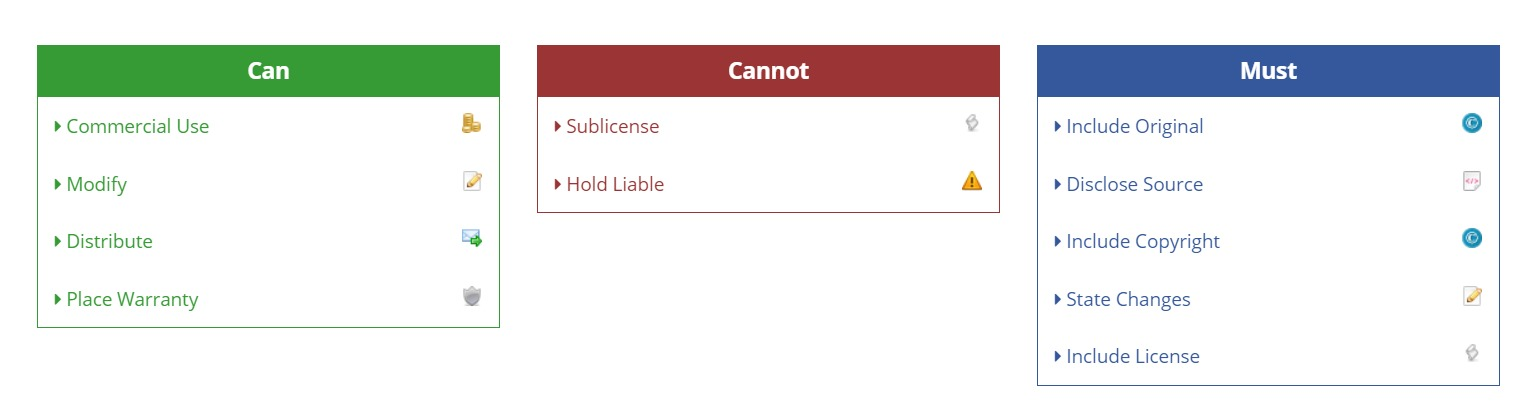 Can
Commercial Use
Modify
Distribute
Place Warranty
Cannot
Sublicense
Hold Liable
Must
Include Original
Disclose Source
Include Copyright
State Changes
Include License